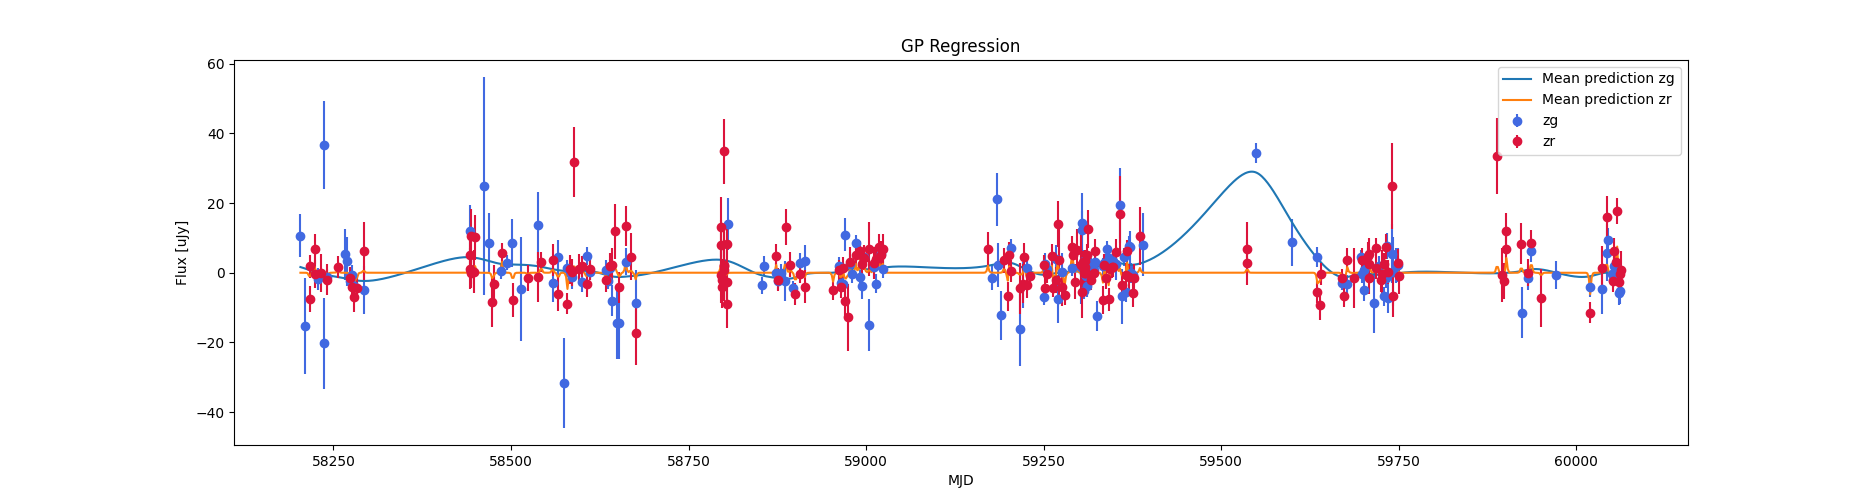 GP Regression
Mean prediction zg
Mean prediction zr
zg
zr
Flux [uJy]
60
40
20
0
−20
−40
58250 58500 58750 59000 59250 59500 59750 60000
MJD